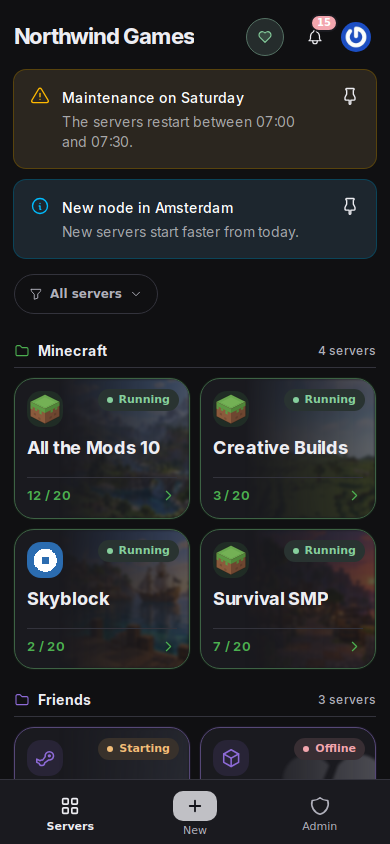 Northwind Games
15
Maintenance on Saturday
The servers restart between 07:00
and 07:30.
New node in Amsterdam
New servers start faster from today.
All servers
Minecraft
4 servers
Running
All the Mods 10
12 / 20
Running
Creative Builds
3 / 20
Running
Skyblock
2 / 20
Running
Survival SMP
7 / 20
Friends
3 servers
Starting
Offline
Servers
New
Admin